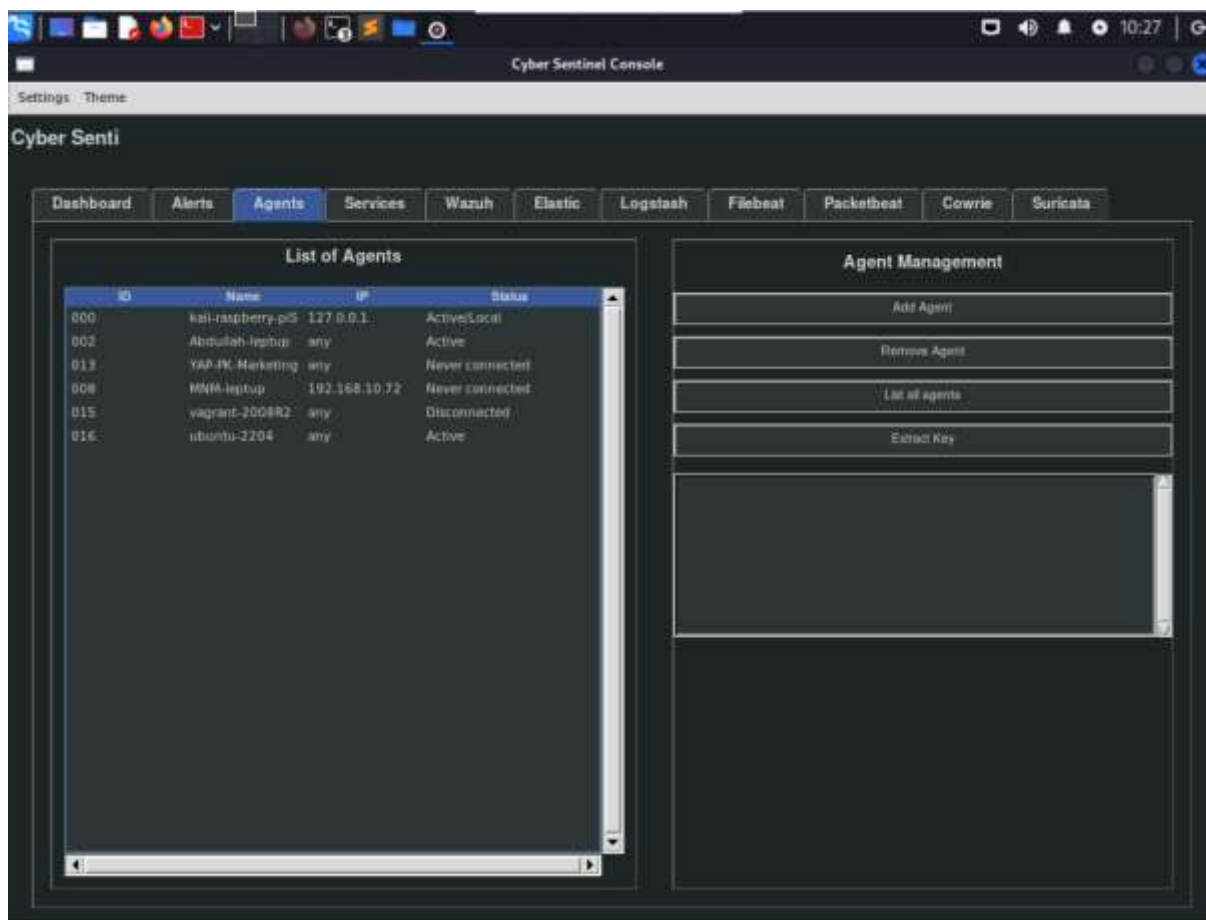 10:27
Cyber Sentinel Console
Settings Theme
Cyber Senti
Dashboard Alerts Agents Services Wazuh Elastic Logstash Filebeat Packetbeat Cowrie Suricata
List of Agents
ID Name IP Status
000 kali-raspberry-pi5 127.0.0.1 Active/Local
002 Abdullah-leptup any Active
013 YAP-PK-Marketing any Never connected
008 MNM-leptup 192.168.10.72 Never connected
015 vagrant-2008R2 any Disconnected
016 ubuntu-2204 any Active
Agent Management
Add Agent
Remove Agent
List all agents
Extract Key